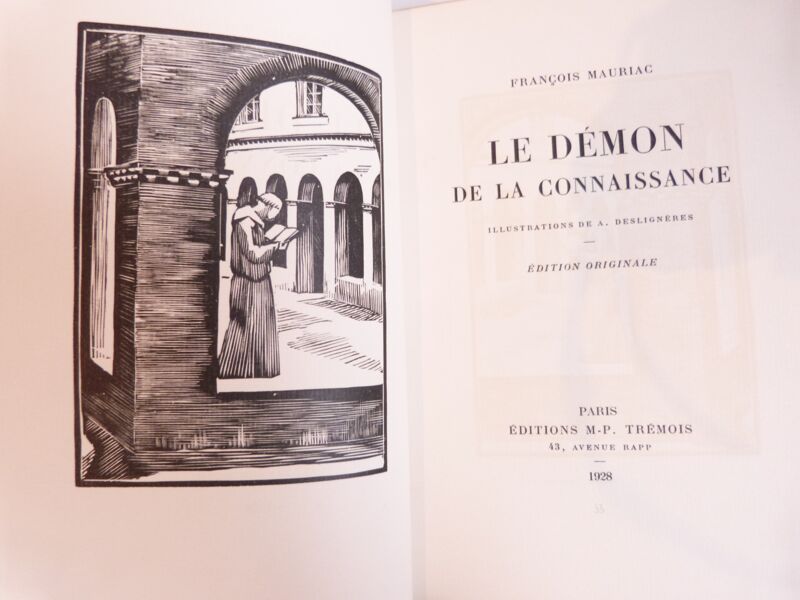 FRANÇOIS MAURIAC
LE DÉMON
DE LA CONNAISSANCE
ILLUSTRATIONS DE A. DESLIGNÈRES
ÉDITION ORIGINALE
PARIS
ÉDITIONS M-P. TRÉMOIS
43, AVENUE RAPP
1928
33